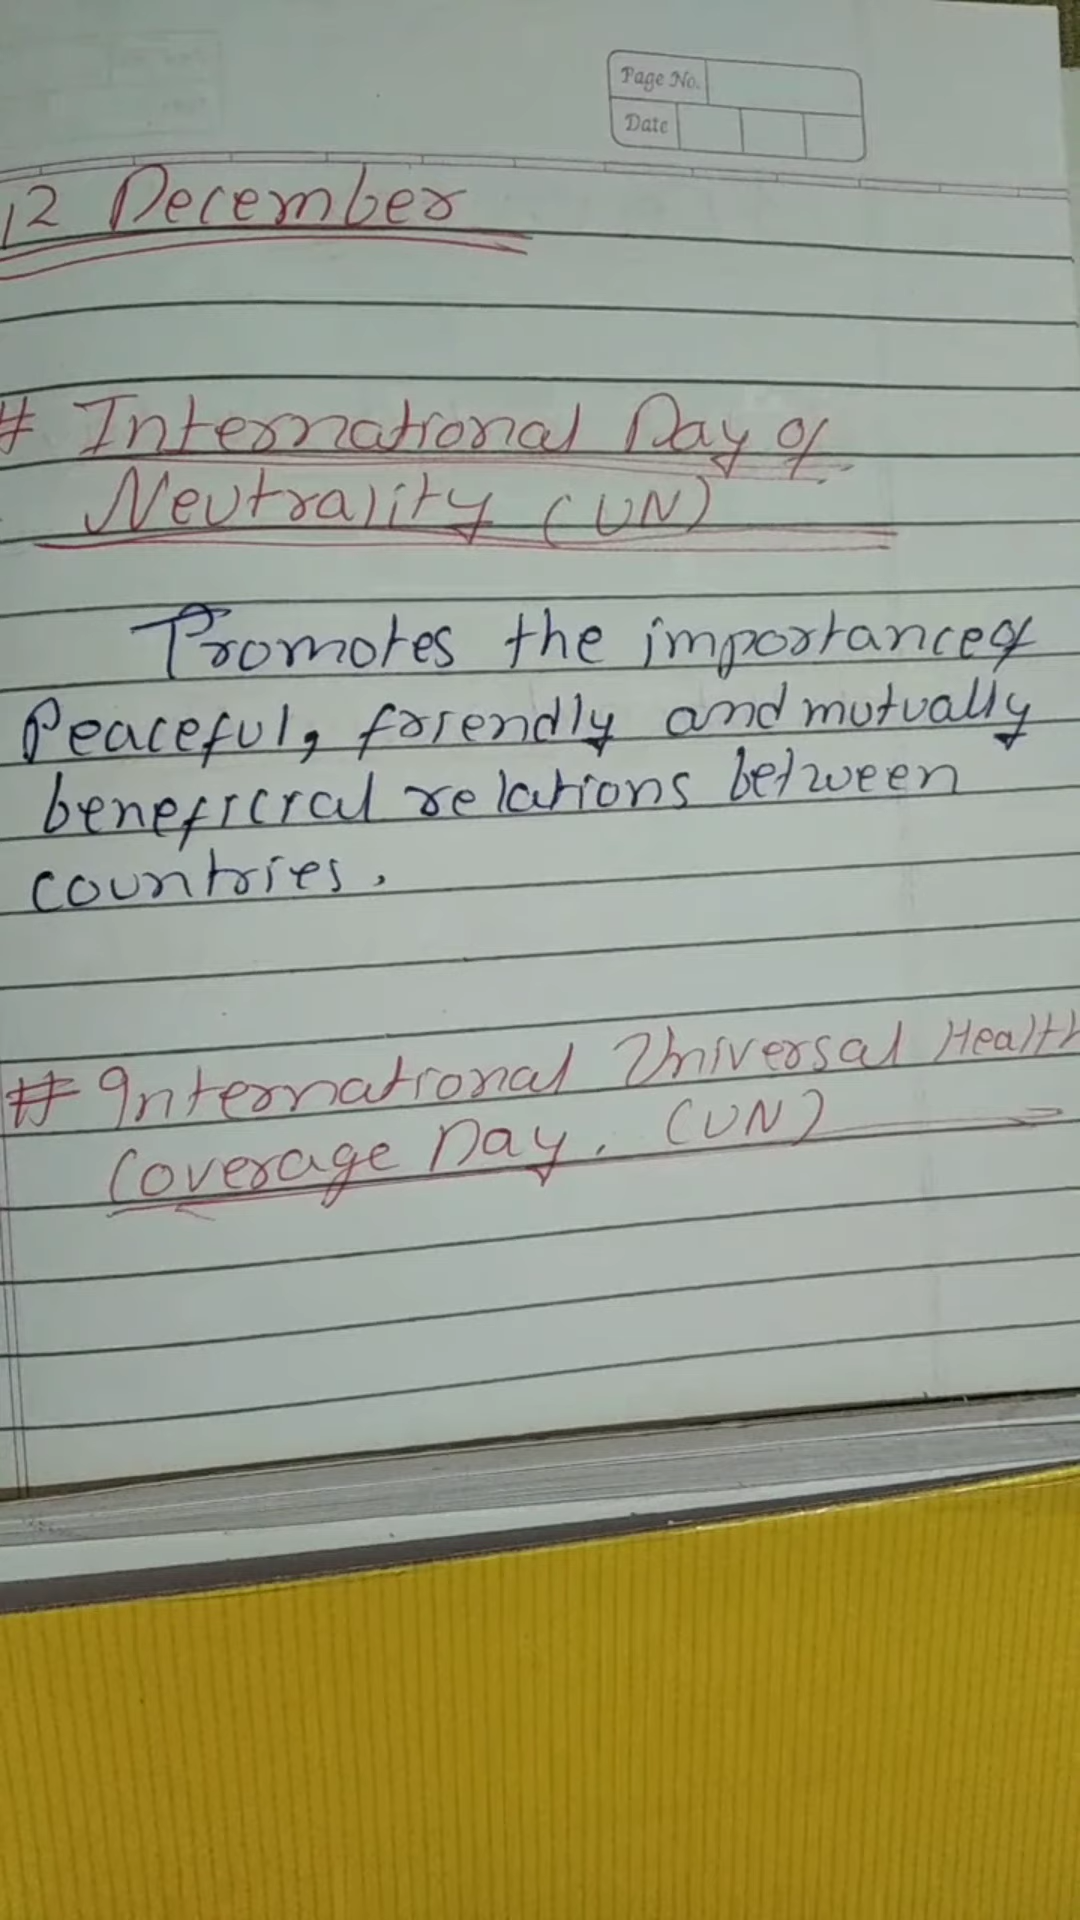 Page No.
Date
12 December
# International Day of
Neutrality (UN)
Promotes the importance of
Peaceful, friendly and mutually
beneficial relations between
countries.
# International Universal Health
Coverage Day. (UN)